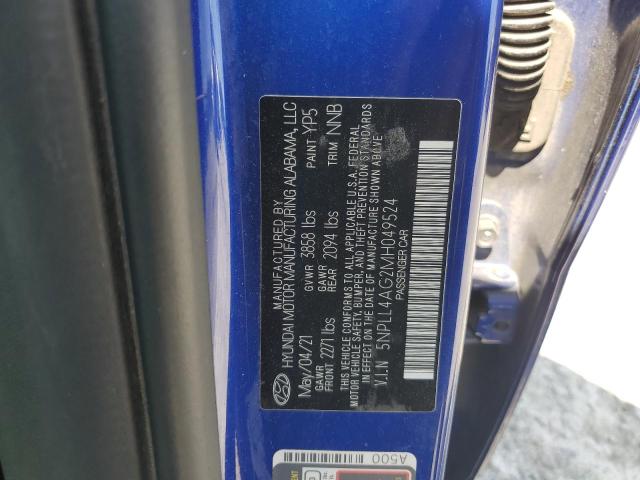 MANUFACTURED BY
HYUNDAI MOTOR MANUFACTURING ALABAMA, LLC
May/04/21 GVWR 3858 lbs PAINT YP5
GAWR FRONT 2271 lbs GAWR REAR 2094 lbs TRIM NNB
THIS VEHICLE CONFORMS TO ALL APPLICABLE U.S.A. FEDERAL
MOTOR VEHICLE SAFETY, BUMPER, AND THEFT PREVENTION STANDARDS
IN EFFECT ON THE DATE OF MANUFACTURE SHOWN ABOVE.
V.I.N 5NPLL4AG2MH049524
PASSENGER CAR
A500